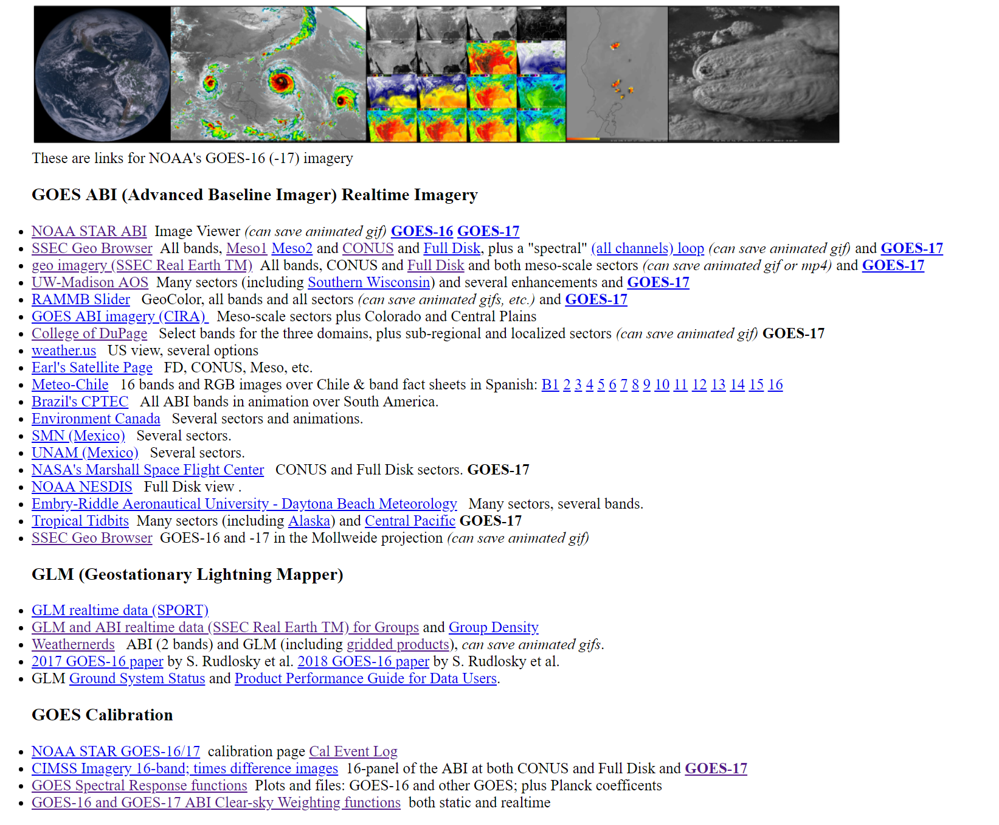 These are links for NOAA's GOES-16 (-17) imagery
GOES ABI (Advanced Baseline Imager) Realtime Imagery
NOAA STAR ABI Image Viewer (can save animated gif) GOES-16 GOES-17
SSEC Geo Browser All bands, Meso1 Meso2 and CONUS and Full Disk, plus a "spectral" (all channels) loop (can save animated gif) and GOES-17
geo imagery (SSEC Real Earth TM) All bands, CONUS and Full Disk and both meso-scale sectors (can save animated gif or mp4) and GOES-17
UW-Madison AOS Many sectors (including Southern Wisconsin) and several enhancements and GOES-17
RAMMB Slider GeoColor, all bands and all sectors (can save animated gifs, etc.) and GOES-17
GOES ABI imagery (CIRA) Meso-scale sectors plus Colorado and Central Plains
College of DuPage Select bands for the three domains, plus sub-regional and localized sectors (can save animated gif) GOES-17
weather.us US view, several options
Earl's Satellite Page FD, CONUS, Meso, etc.
Meteo-Chile 16 bands and RGB images over Chile & band fact sheets in Spanish: B1 2 3 4 5 6 7 8 9 10 11 12 13 14 15 16
Brazil's CPTEC All ABI bands in animation over South America.
Environment Canada Several sectors and animations.
SMN (Mexico) Several sectors.
UNAM (Mexico) Several sectors.
NASA's Marshall Space Flight Center CONUS and Full Disk sectors. GOES-17
NOAA NESDIS Full Disk view .
Embry-Riddle Aeronautical University - Daytona Beach Meteorology Many sectors, several bands.
Tropical Tidbits Many sectors (including Alaska) and Central Pacific GOES-17
SSEC Geo Browser GOES-16 and -17 in the Mollweide projection (can save animated gif)
GLM (Geostationary Lightning Mapper)
GLM realtime data (SPORT)
GLM and ABI realtime data (SSEC Real Earth TM) for Groups and Group Density
Weathernerds ABI (2 bands) and GLM (including gridded products), can save animated gifs.
2017 GOES-16 paper by S. Rudlosky et al. 2018 GOES-16 paper by S. Rudlosky et al.
GLM Ground System Status and Product Performance Guide for Data Users.
GOES Calibration
NOAA STAR GOES-16/17 calibration page Cal Event Log
CIMSS Imagery 16-band; times difference images 16-panel of the ABI at both CONUS and Full Disk and GOES-17
GOES Spectral Response functions Plots and files: GOES-16 and other GOES; plus Planck coefficents
GOES-16 and GOES-17 ABI Clear-sky Weighting functions both static and realtime